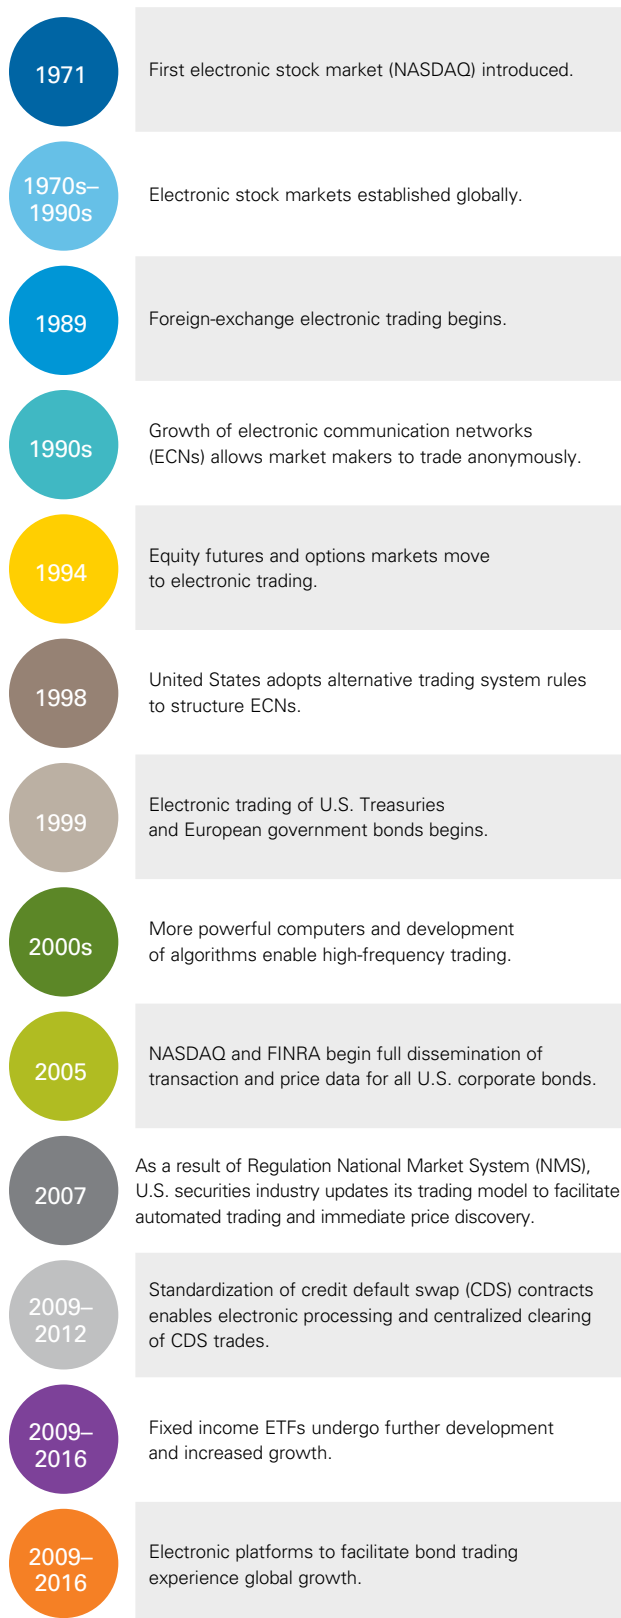 1971
First electronic stock market (NASDAQ) introduced.
1970s–
1990s
Electronic stock markets established globally.
1989
Foreign-exchange electronic trading begins.
1990s
Growth of electronic communication networks
(ECNs) allows market makers to trade anonymously.
1994
Equity futures and options markets move
to electronic trading.
1998
United States adopts alternative trading system rules
to structure ECNs.
1999
Electronic trading of U.S. Treasuries
and European government bonds begins.
2000s
More powerful computers and development
of algorithms enable high-frequency trading.
2005
NASDAQ and FINRA begin full dissemination of
transaction and price data for all U.S. corporate bonds.
2007
As a result of Regulation National Market System (NMS),
U.S. securities industry updates its trading model to facilitate
automated trading and immediate price discovery.
2009–
2012
Standardization of credit default swap (CDS) contracts
enables electronic processing and centralized clearing
of CDS trades.
2009–
2016
Fixed income ETFs undergo further development
and increased growth.
2009–
2016
Electronic platforms to facilitate bond trading
experience global growth.